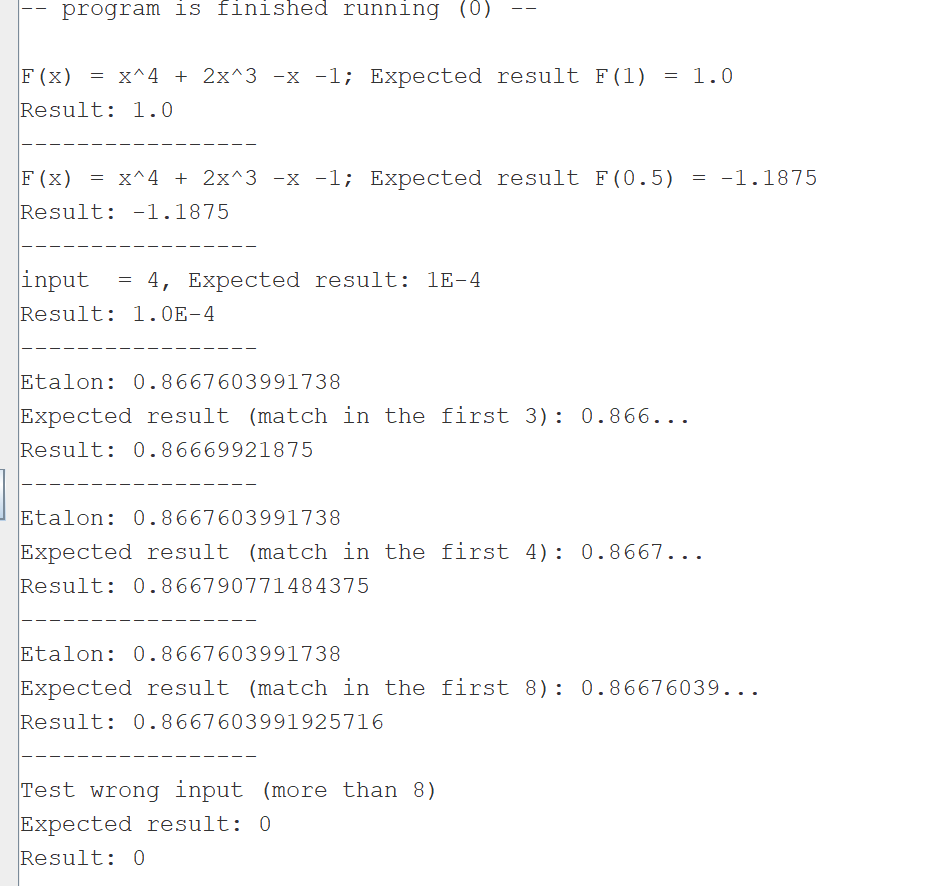 -- program is finished running (0) --
F(x) = x^4 + 2x^3 -x -1; Expected result F(1) = 1.0
Result: 1.0
-----------------
F(x) = x^4 + 2x^3 -x -1; Expected result F(0.5) = -1.1875
Result: -1.1875
-----------------
input  = 4, Expected result: 1E-4
Result: 1.0E-4
-----------------
Etalon: 0.8667603991738
Expected result (match in the first 3): 0.866...
Result: 0.86669921875
-----------------
Etalon: 0.8667603991738
Expected result (match in the first 4): 0.8667...
Result: 0.866790771484375
-----------------
Etalon: 0.8667603991738
Expected result (match in the first 8): 0.86676039...
Result: 0.8667603991925716
-----------------
Test wrong input (more than 8)
Expected result: 0
Result: 0